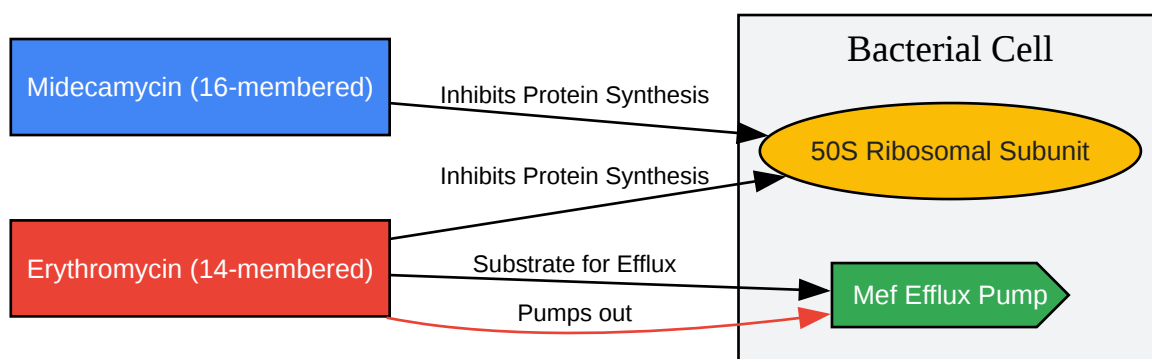 Bacterial Cell
Midecamycin (16-membered)
Inhibits Protein Synthesis
50S Ribosomal Subunit
Inhibits Protein Synthesis
Erythromycin (14-membered)
Substrate for Efflux
Mef Efflux Pump
Pumps out